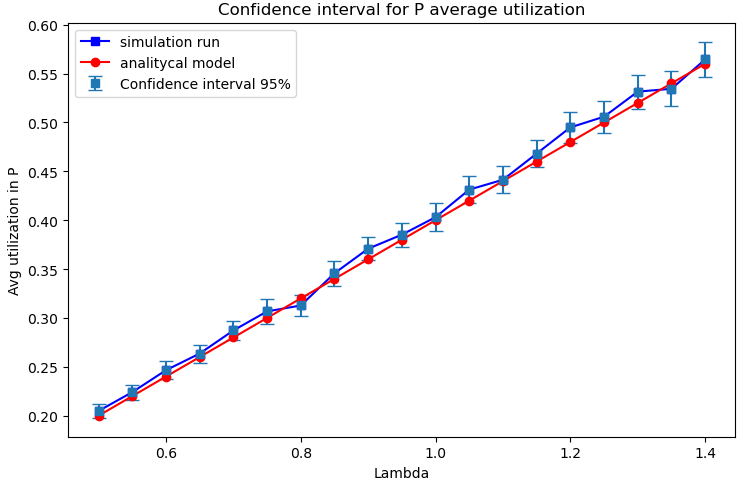 Confidence interval for P average utilization
simulation run
analitycal model
Confidence interval 95%
Avg utilization in P
0.60
0.55
0.50
0.45
0.40
0.35
0.30
0.25
0.20
0.6 0.8 1.0 1.2 1.4
Lambda